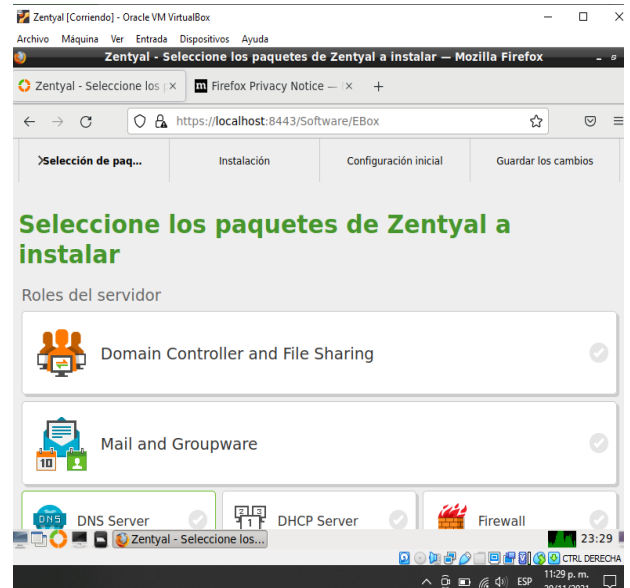 Zentyal [Corriendo] - Oracle VM VirtualBox
Archivo Máquina Ver Entrada Dispositivos Ayuda
Zentyal - Seleccione los paquetes de Zentyal a instalar — Mozilla Firefox
Zentyal - Seleccione los p
Firefox Privacy Notice —
https://localhost:8443/Software/EBox
Selección de paq...
Instalación
Configuración inicial
Guardar los cambios
Seleccione los paquetes de Zentyal a
instalar
Roles del servidor
Domain Controller and File Sharing
10
Mail and Groupware
DNS
DNS Server
DHCP Server
Firewall
Zentyal - Seleccione los...
23:29
CTRL DERECHA
ESP
11:29 p. m.